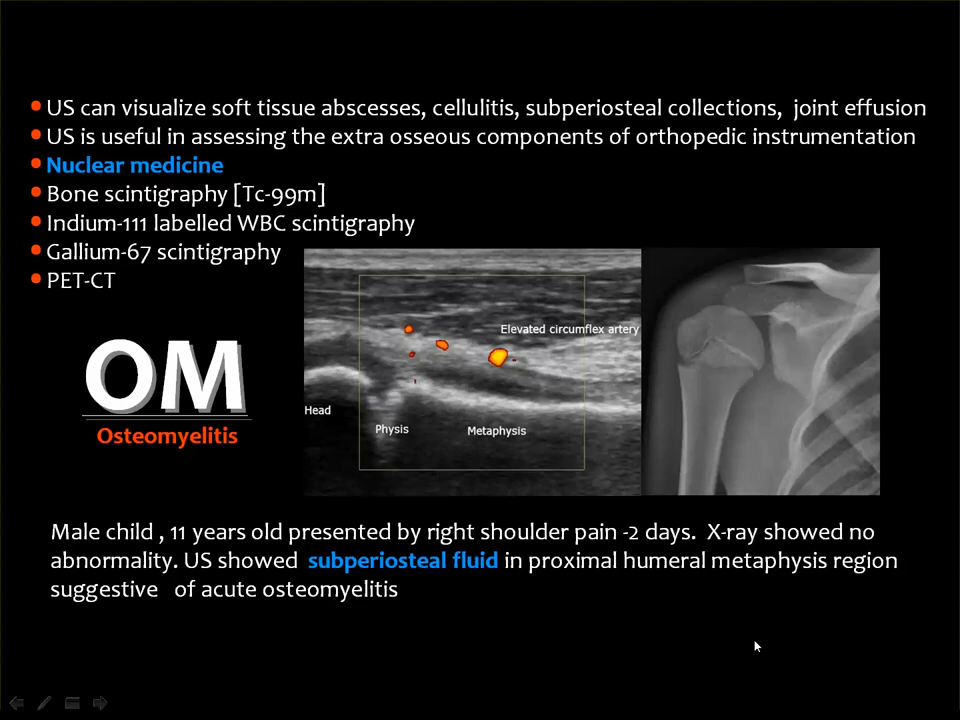 US can visualize soft tissue abscesses, cellulitis, subperiosteal collections, joint effusion
US is useful in assessing the extra osseous components of orthopedic instrumentation
Nuclear medicine
Bone scintigraphy [Tc-99m]
Indium-111 labelled WBC scintigraphy
Gallium-67 scintigraphy
PET-CT
OM
Osteomyelitis
Elevated circumflex artery
Head
Physis
Metaphysis
Male child , 11 years old presented by right shoulder pain -2 days. X-ray showed no
abnormality. US showed subperiosteal fluid in proximal humeral metaphysis region
suggestive of acute osteomyelitis